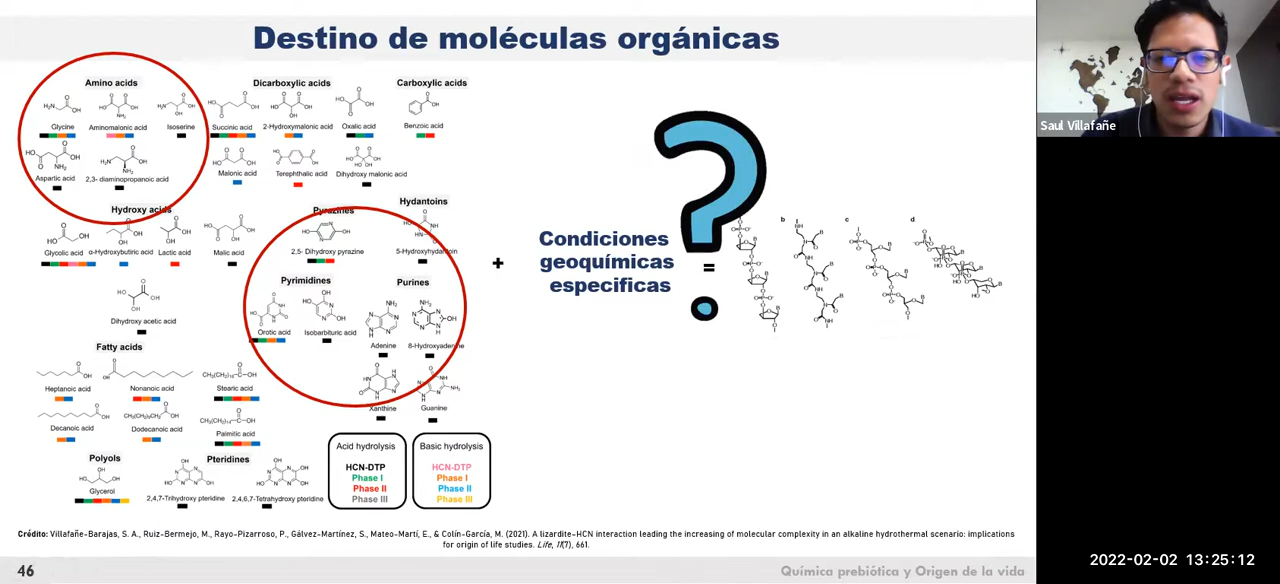 Destino de moléculas orgánicas
Saul Villafañe
Amino acids
Glycine
Aminomalonic acid
Isoserine
Aspartic acid
2,3- diaminopropanoic acid
Dicarboxylic acids
Succinic acid
2-Hydroxymalonic acid
Oxalic acid
Malonic acid
Terephthalic acid
Dihydroxy malonic acid
Carboxylic acids
Benzoic acid
Hydroxy acids
Glycolic acid
α-Hydroxybutiric acid
Lactic acid
Malic acid
Dihydroxy acetic acid
Pyrazines
2,5- Dihydroxy pyrazine
Hydantoins
5-Hydroxyhydantoin
Pyrimidines
Orotic acid
Isobarbituric acid
Purines
Adenine
8-Hydroxyadenine
Xanthine
Guanine
Fatty acids
Heptanoic acid
Nonanoic acid
Stearic acid
Decanoic acid
Dodecanoic acid
Palmitic acid
Polyols
Glycerol
Pteridines
2,4,7-Trihydroxy pteridine
2,4,6,7-Tetrahydroxy pteridine
Acid hydrolysis
HCN-DTP
Phase I
Phase II
Phase III
Basic hydrolysis
HCN-DTP
Phase I
Phase II
Phase III
+
Condiciones
geoquímicas
especificas
?
=
b
c
d
Crédito: Villafañe-Barajas, S. A., Ruiz-Bermejo, M., Rayo-Pizarroso, P., Gálvez-Martínez, S., Mateo-Martí, E., & Colín-García, M. (2021). A lizardite-HCN interaction leading the increasing of molecular complexity in an alkaline hydrothermal scenario: implications
for origin of life studies. Life, 11(7), 661.
46
Química prebiótica y Origen de la vida
2022-02-02 13:25:12